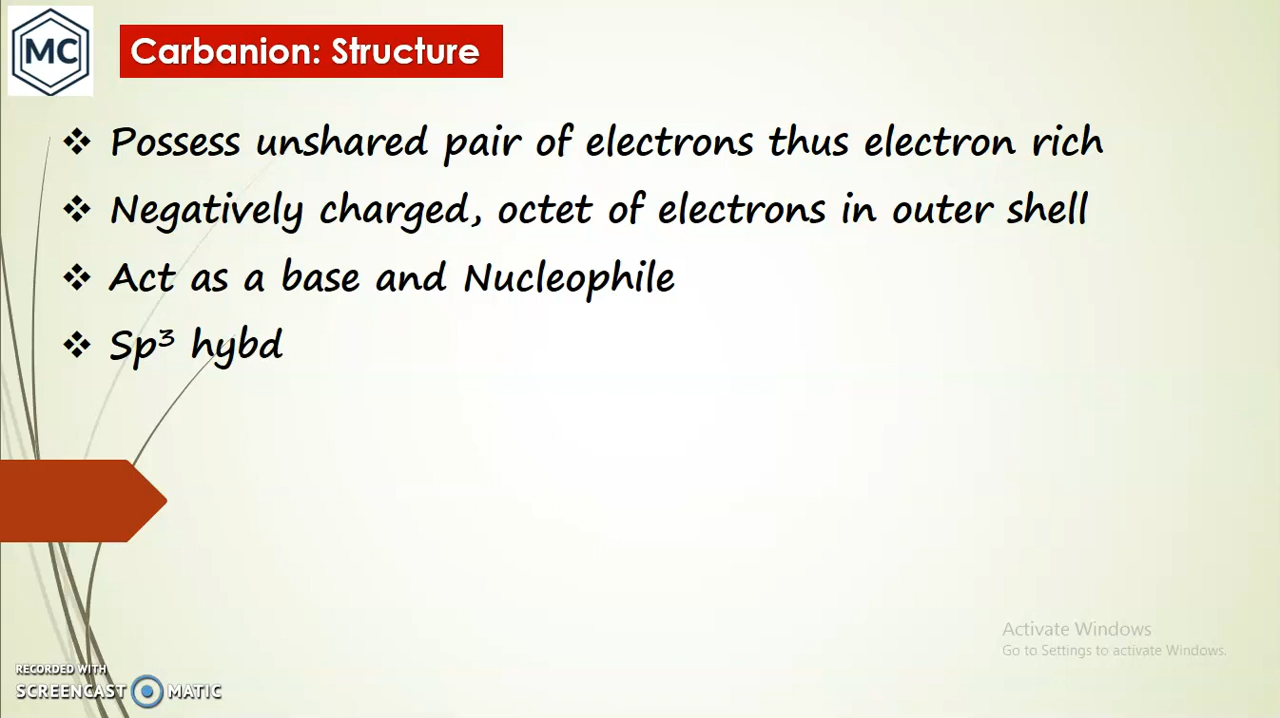 MC
Carbanion: Structure
❖ Possess unshared pair of electrons thus electron rich
❖ Negatively charged, octet of electrons in outer shell
❖ Act as a base and Nucleophile
❖ Sp³ hybd
Activate Windows
Go to Settings to activate Windows.
RECORDED WITH
SCREENCAST MATIC